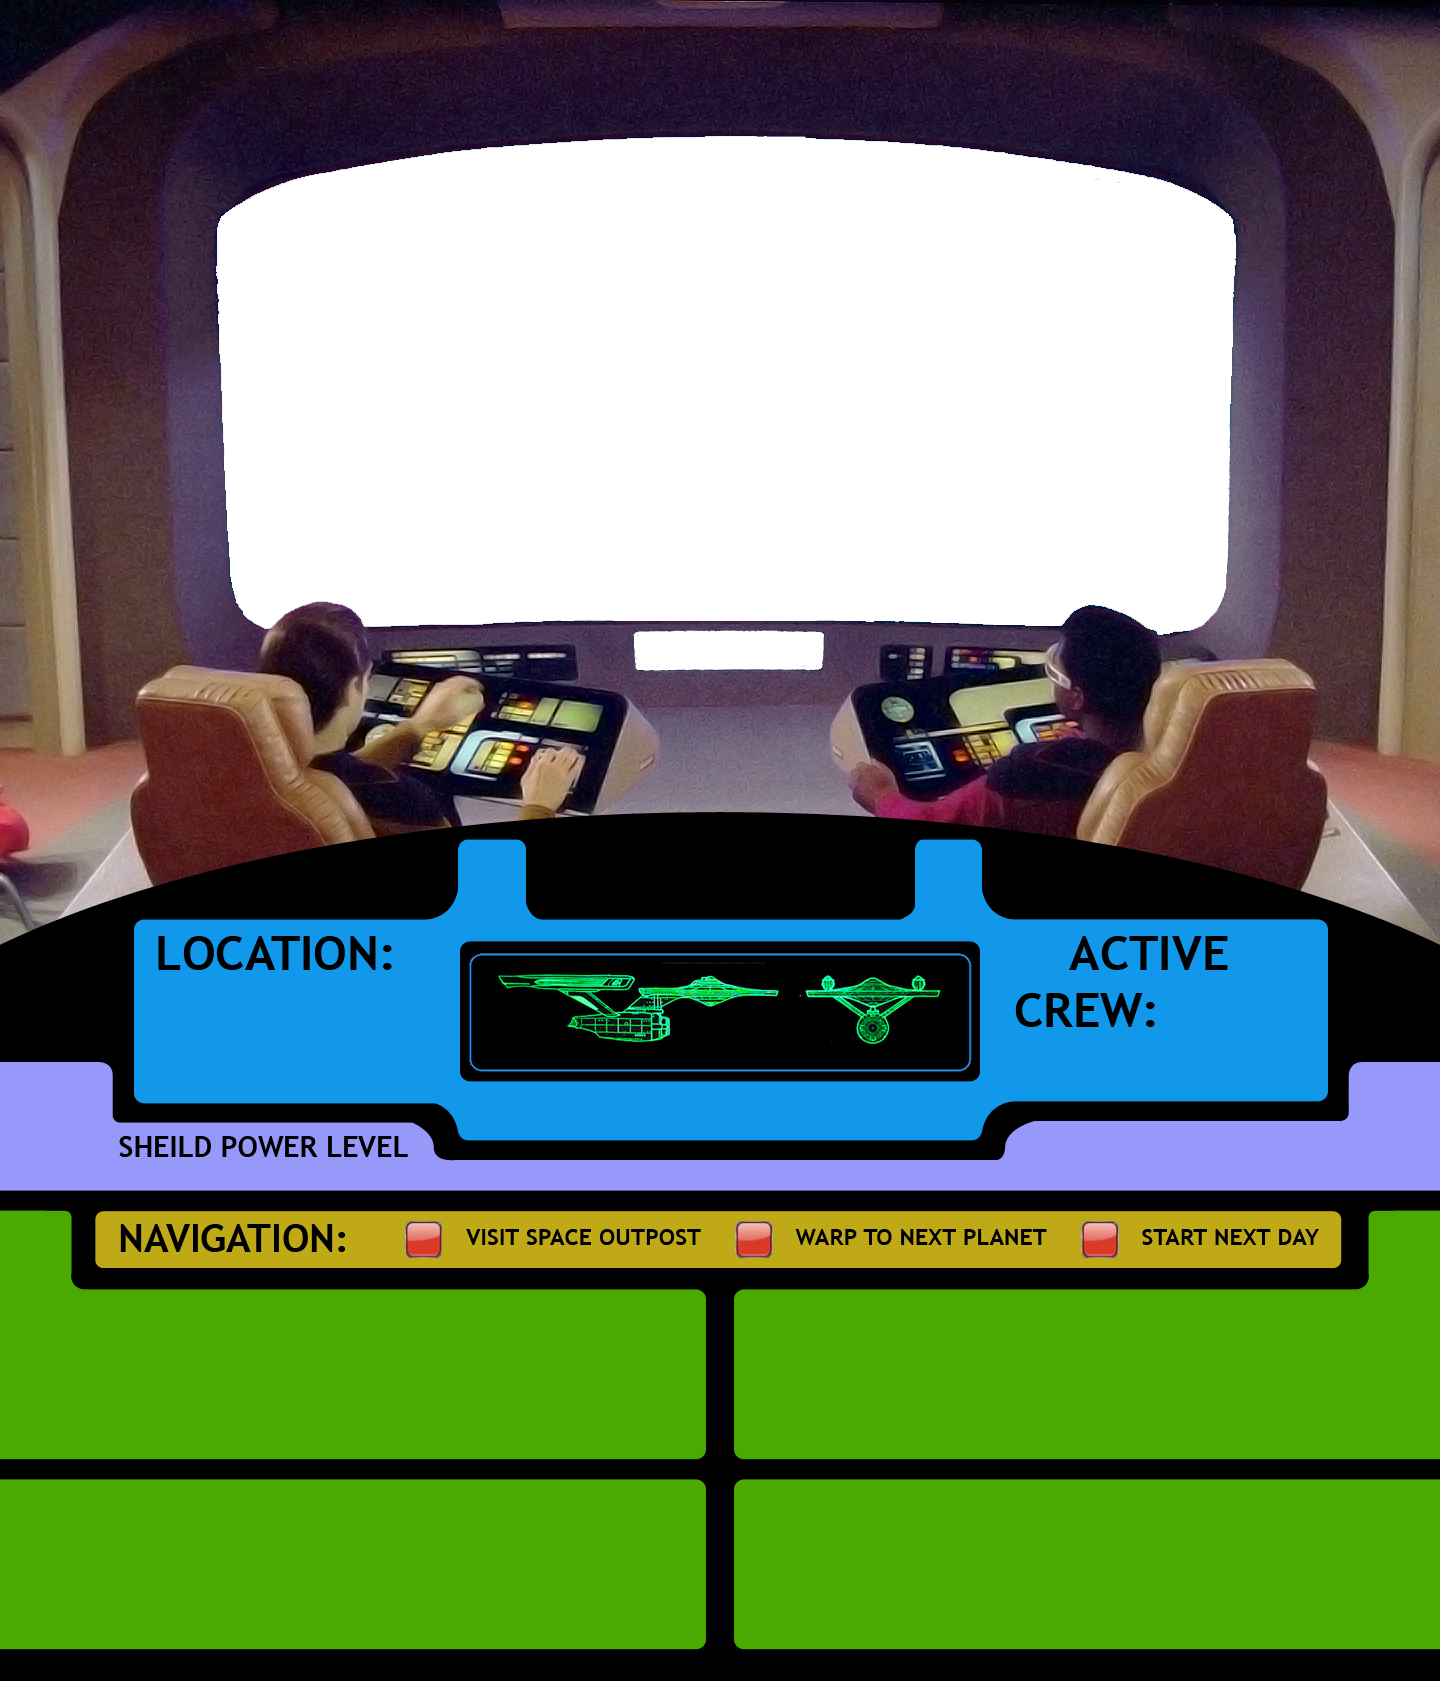 LOCATION:
ACTIVE
CREW:
SHEILD POWER LEVEL
NAVIGATION:
VISIT SPACE OUTPOST
WARP TO NEXT PLANET
START NEXT DAY